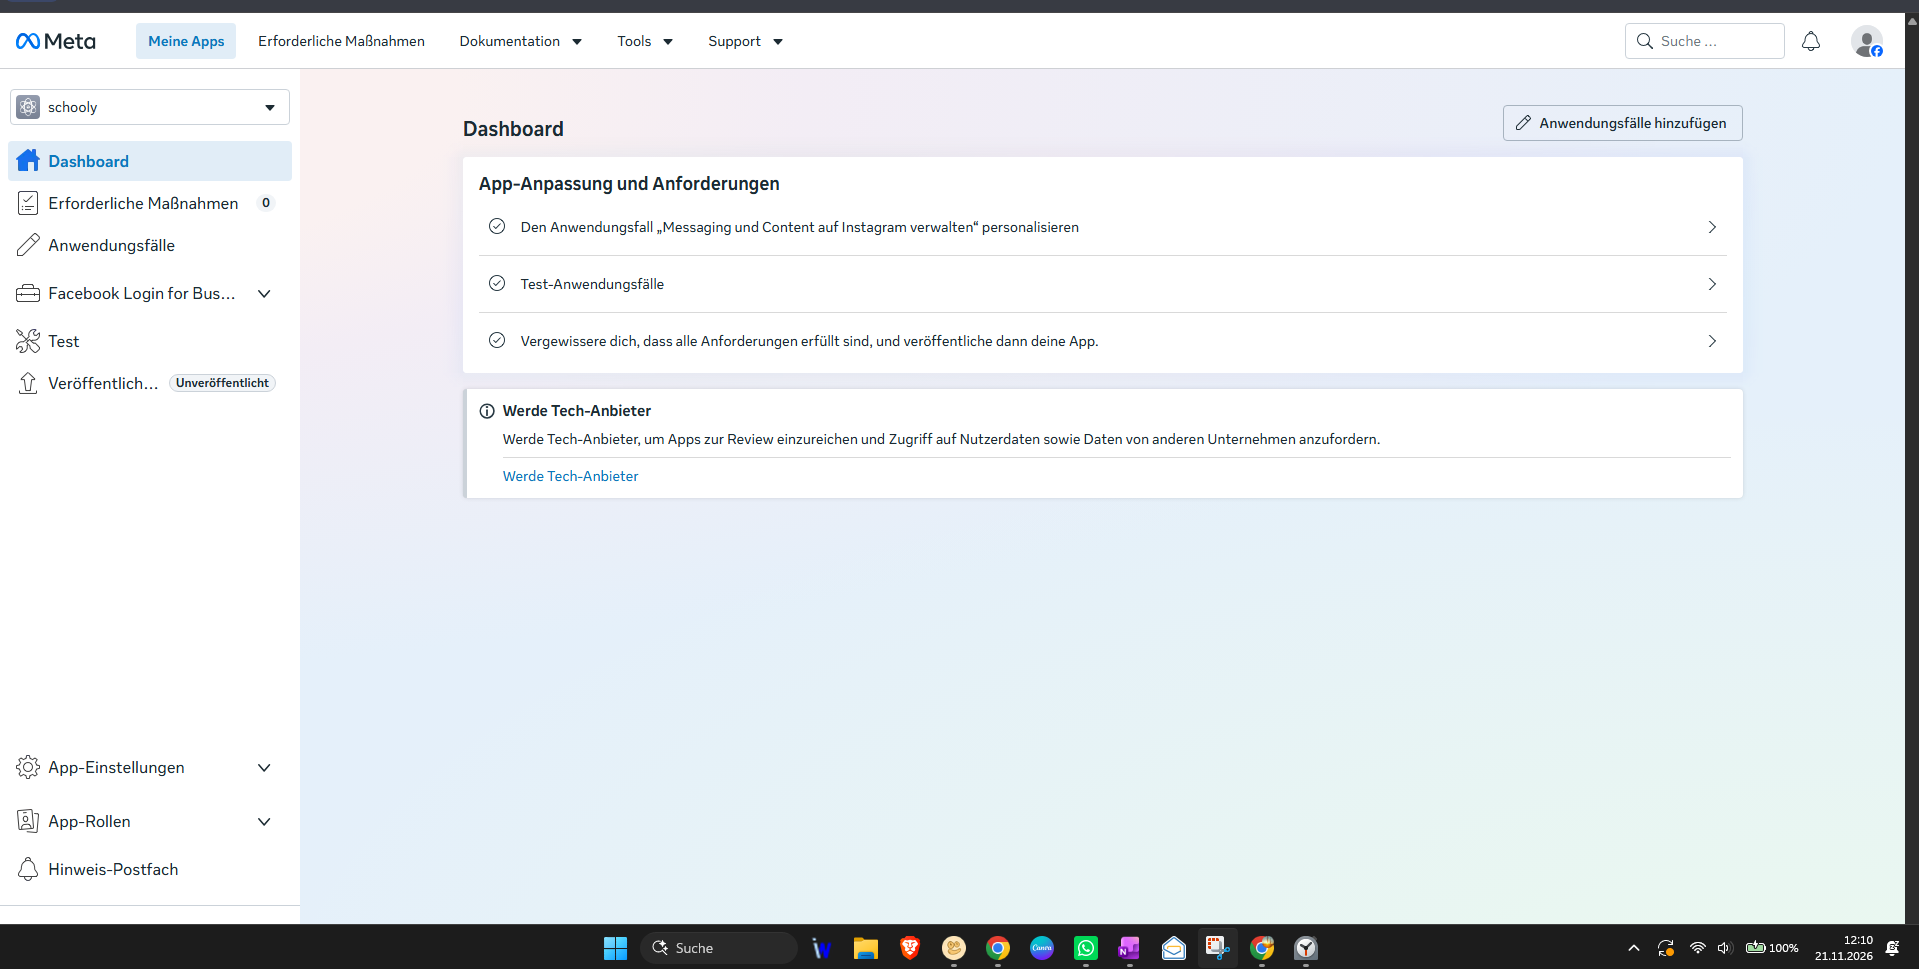 Meta
Meine Apps
Erforderliche Maßnahmen
Dokumentation
Tools
Support
Suche ...
schooly
Dashboard
Erforderliche Maßnahmen 0
Anwendungsfälle
Facebook Login for Bus...
Test
Veröffentlich... Unveröffentlicht
App-Einstellungen
App-Rollen
Hinweis-Postfach
Dashboard
Anwendungsfälle hinzufügen
App-Anpassung und Anforderungen
Den Anwendungsfall „Messaging und Content auf Instagram verwalten“ personalisieren
Test-Anwendungsfälle
Vergewissere dich, dass alle Anforderungen erfüllt sind, und veröffentliche dann deine App.
Werde Tech-Anbieter
Werde Tech-Anbieter, um Apps zur Review einzureichen und Zugriff auf Nutzerdaten sowie Daten von anderen Unternehmen anzufordern.
Werde Tech-Anbieter
Suche
Canva
100%
12:10
21.11.2026